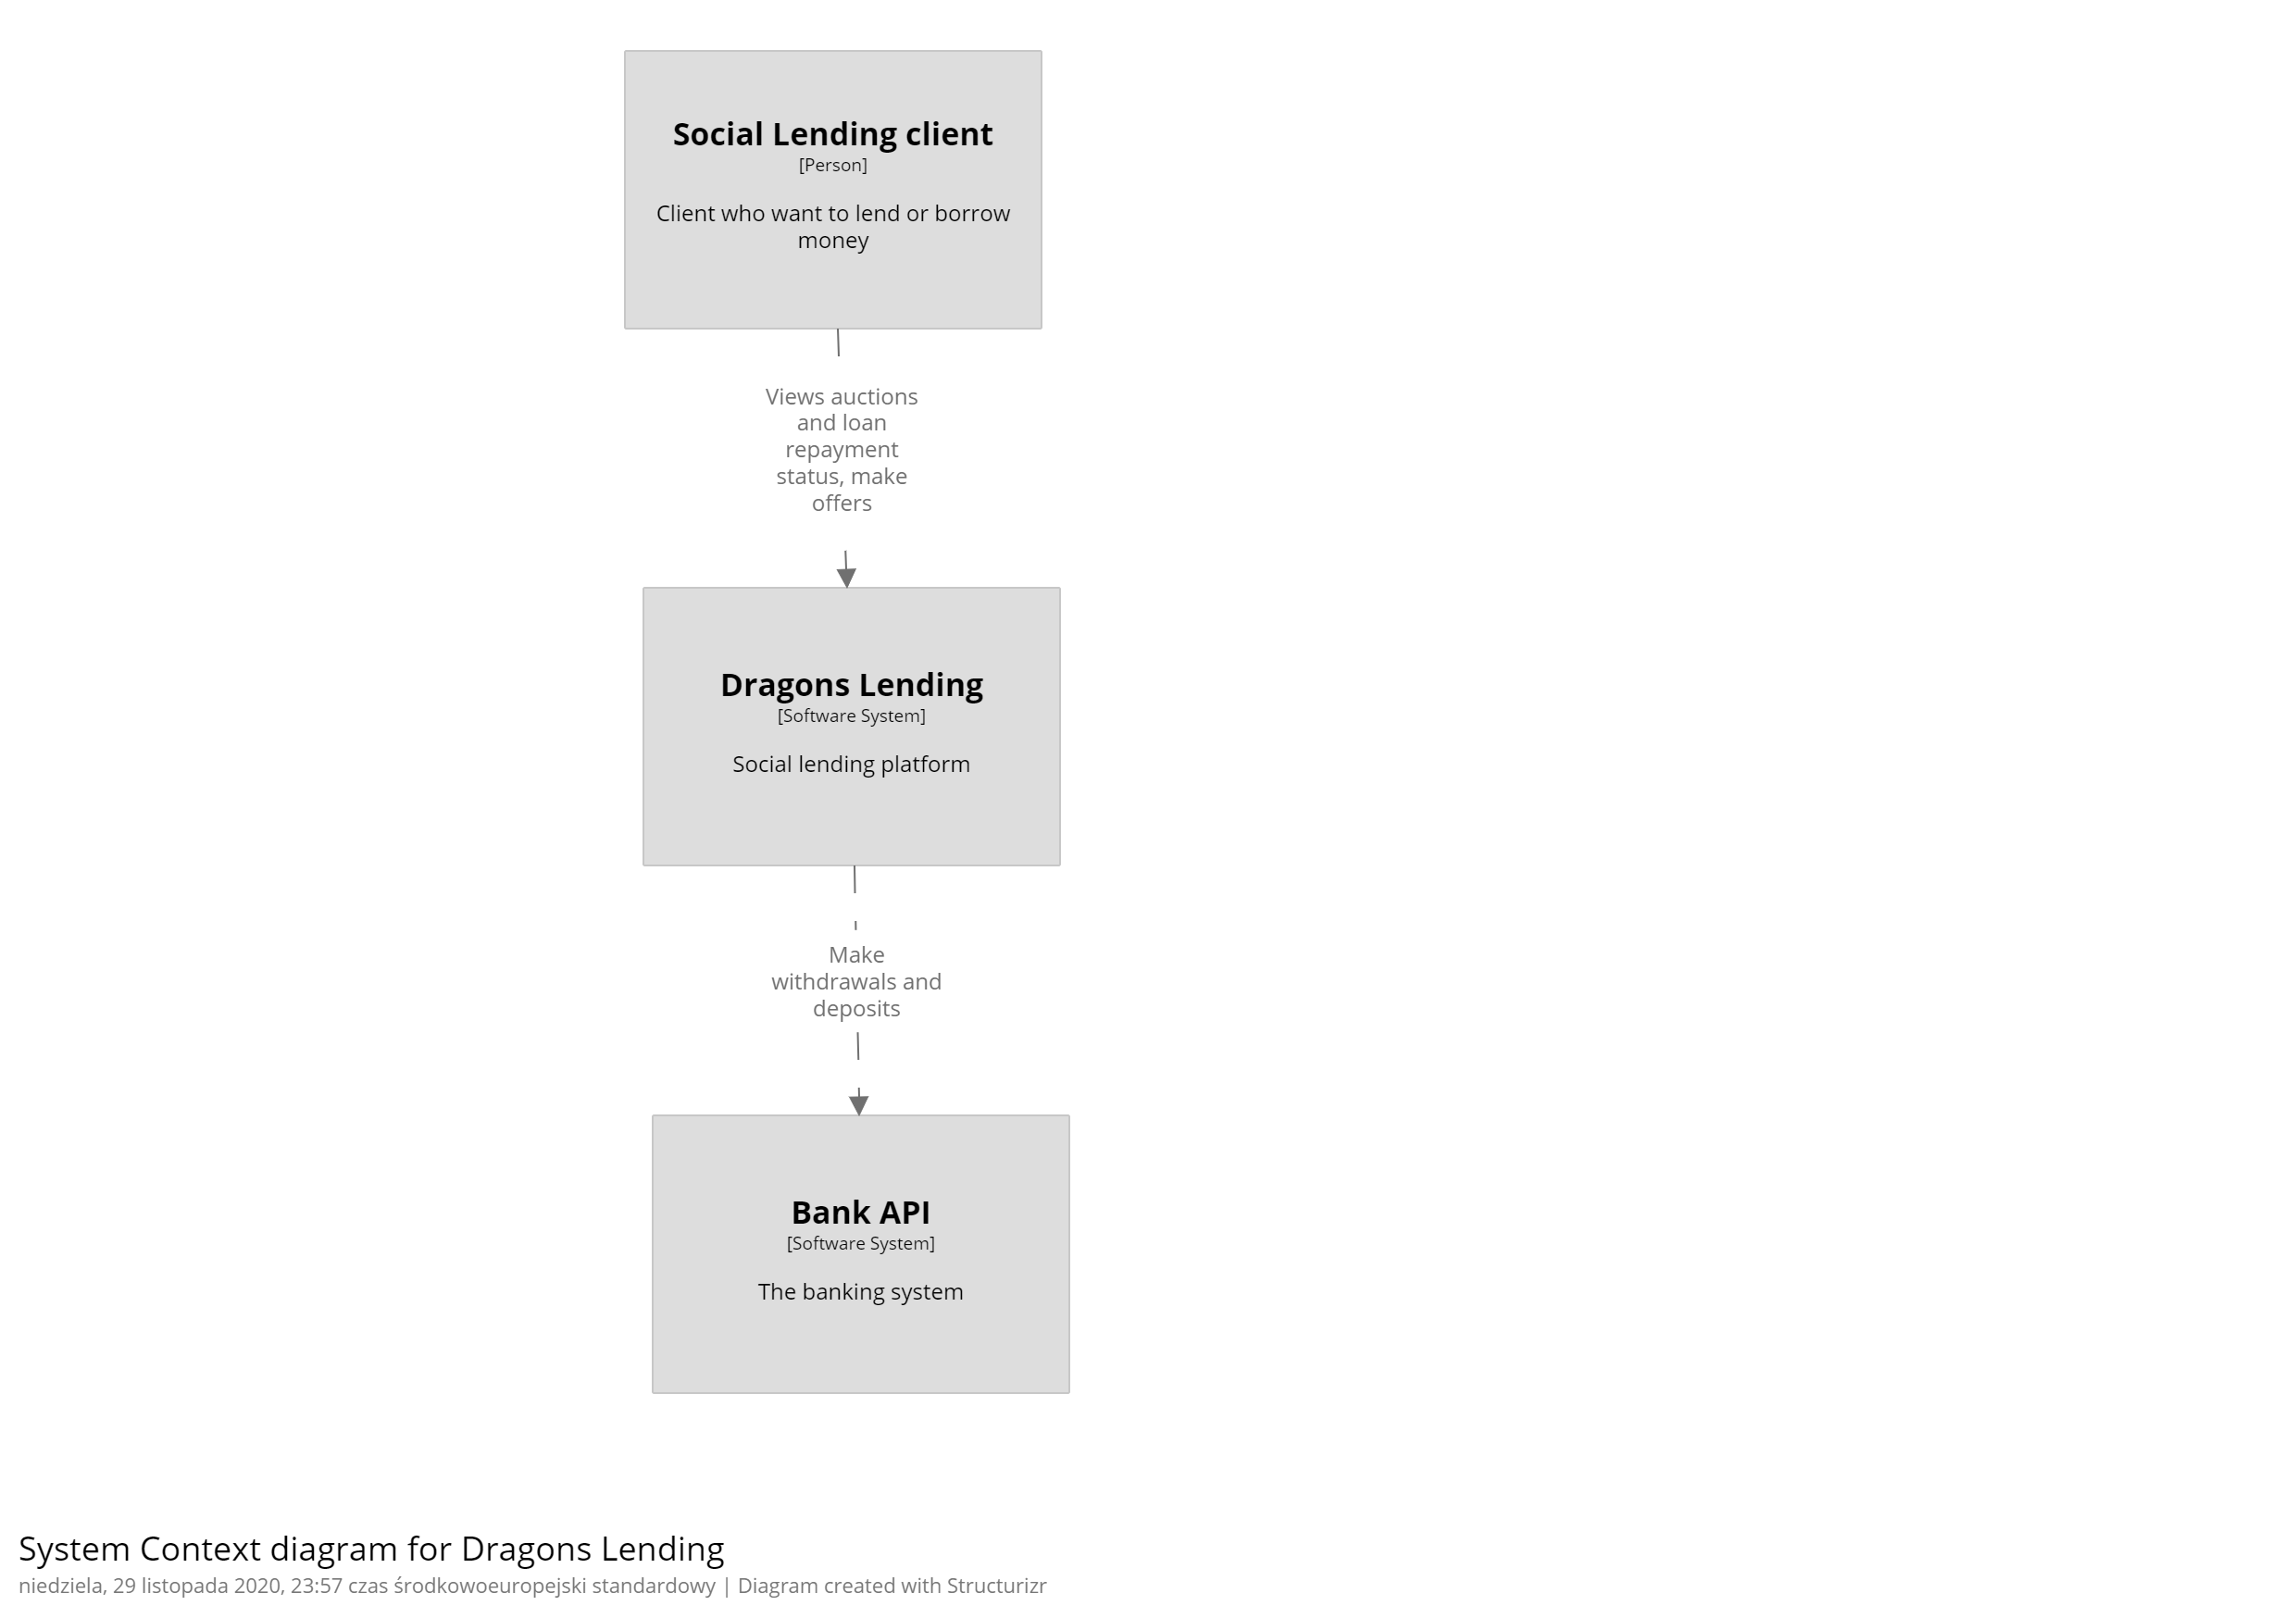 Social Lending client
[Person]
Client who want to lend or borrow
money
Views auctions
and loan
repayment
status, make
offers
Dragons Lending
[Software System]
Social lending platform
Make
withdrawals and
deposits
Bank API
[Software System]
The banking system
System Context diagram for Dragons Lending
niedziela, 29 listopada 2020, 23:57 czas środkowoeuropejski standardowy | Diagram created with Structurizr